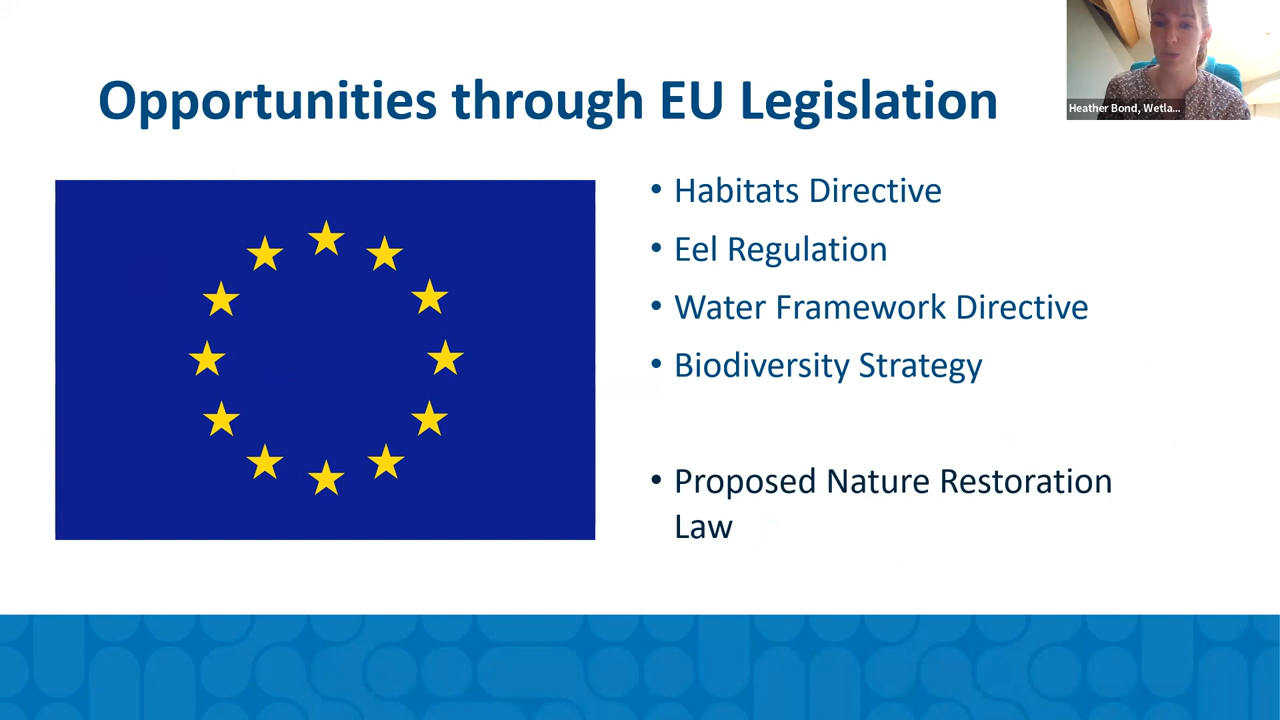 Opportunities through EU Legislation
Heather Bond, Wetla...
• Habitats Directive
• Eel Regulation
• Water Framework Directive
• Biodiversity Strategy
• Proposed Nature Restoration
Law